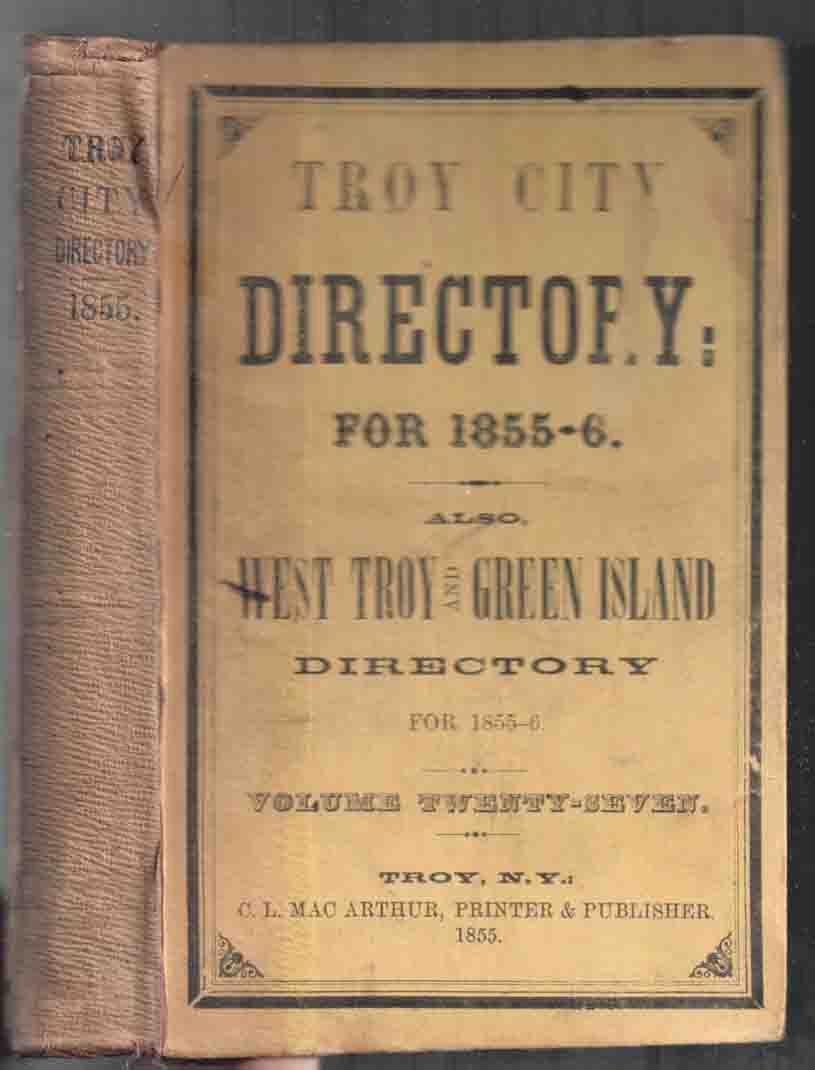 TROY
CITY
DIRECTORY
1855.
TROY CITY
DIRECTORY:
FOR 1855-6.
ALSO,
WEST TROY AND GREEN ISLAND
DIRECTORY
FOR 1855-6.
VOLUME TWENTY-SEVEN.
TROY, N.Y.:
C. L. MAC ARTHUR, PRINTER & PUBLISHER.
1855.